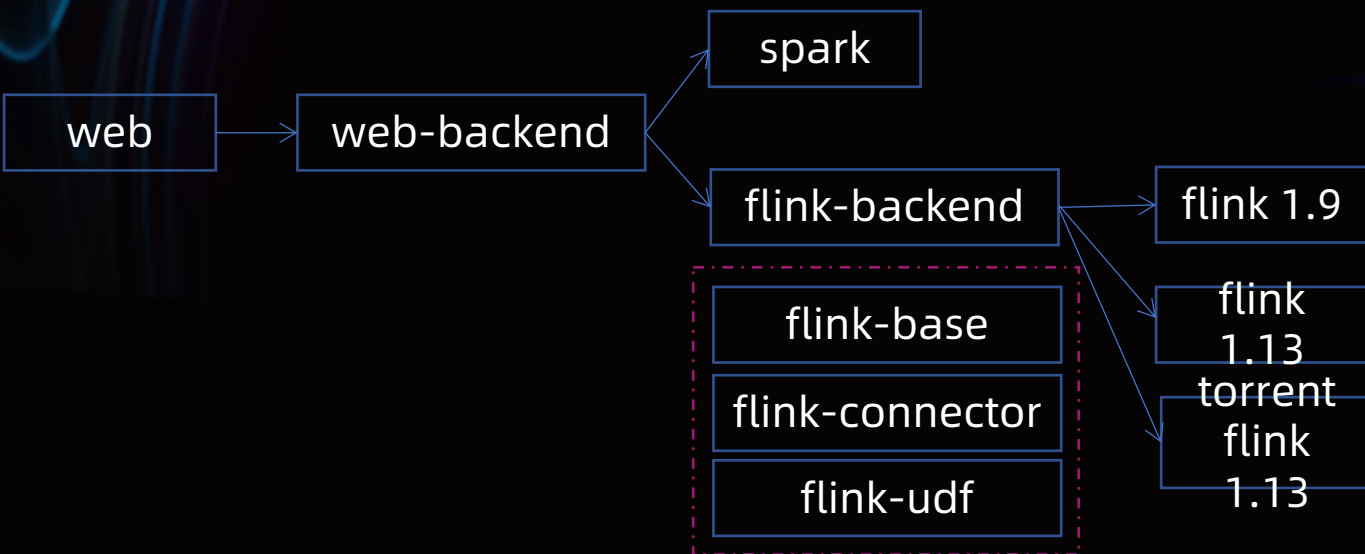 spark
web
web-backend
flink-backend
flink 1.9
flink-base
flink
1.13
flink-connector
torrent
flink
1.13
flink-udf